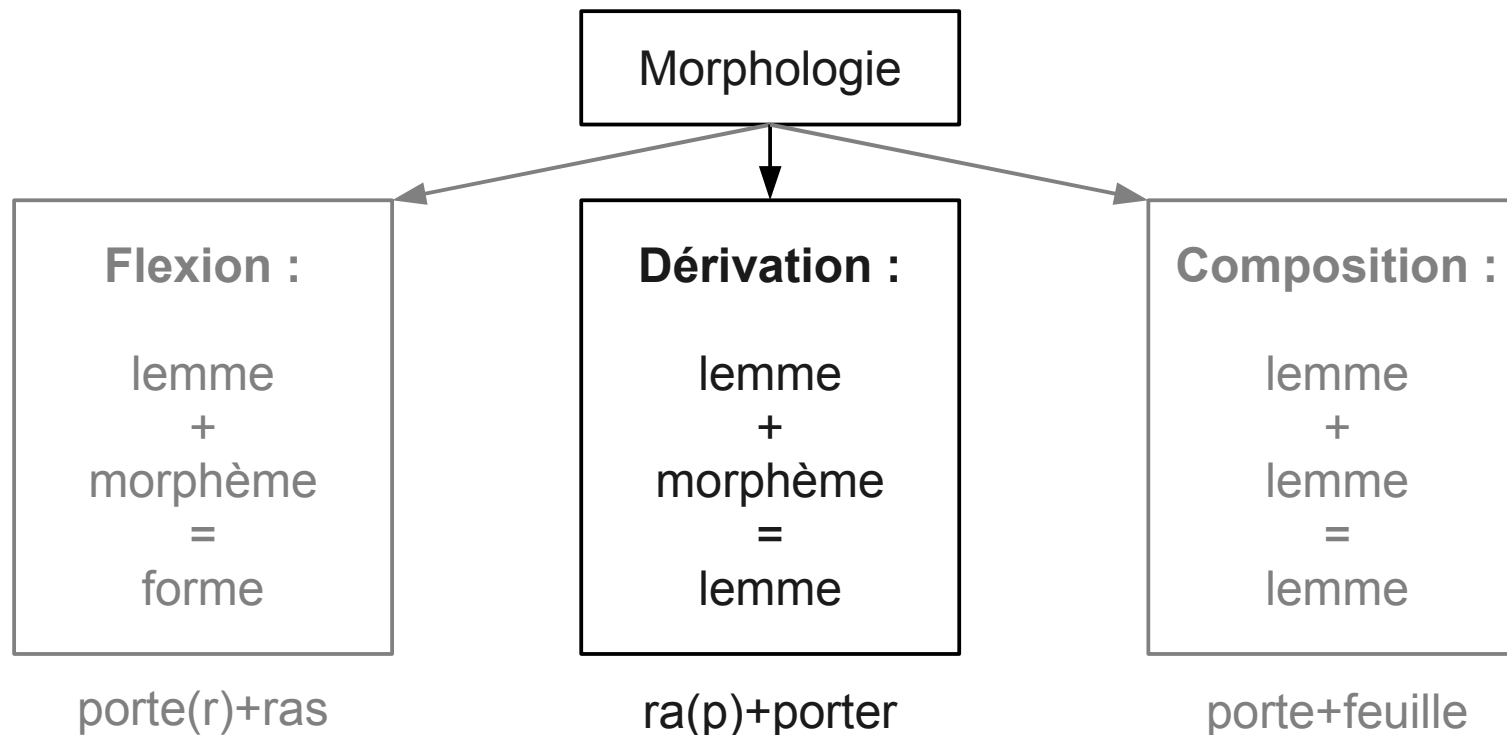 Morphologie
Flexion :
lemme
+
morphème
=
forme
porte(r)+ras
Dérivation :
lemme
+
morphème
=
lemme
ra(p)+porter
Composition :
lemme
+
lemme
=
lemme
porte+feuille